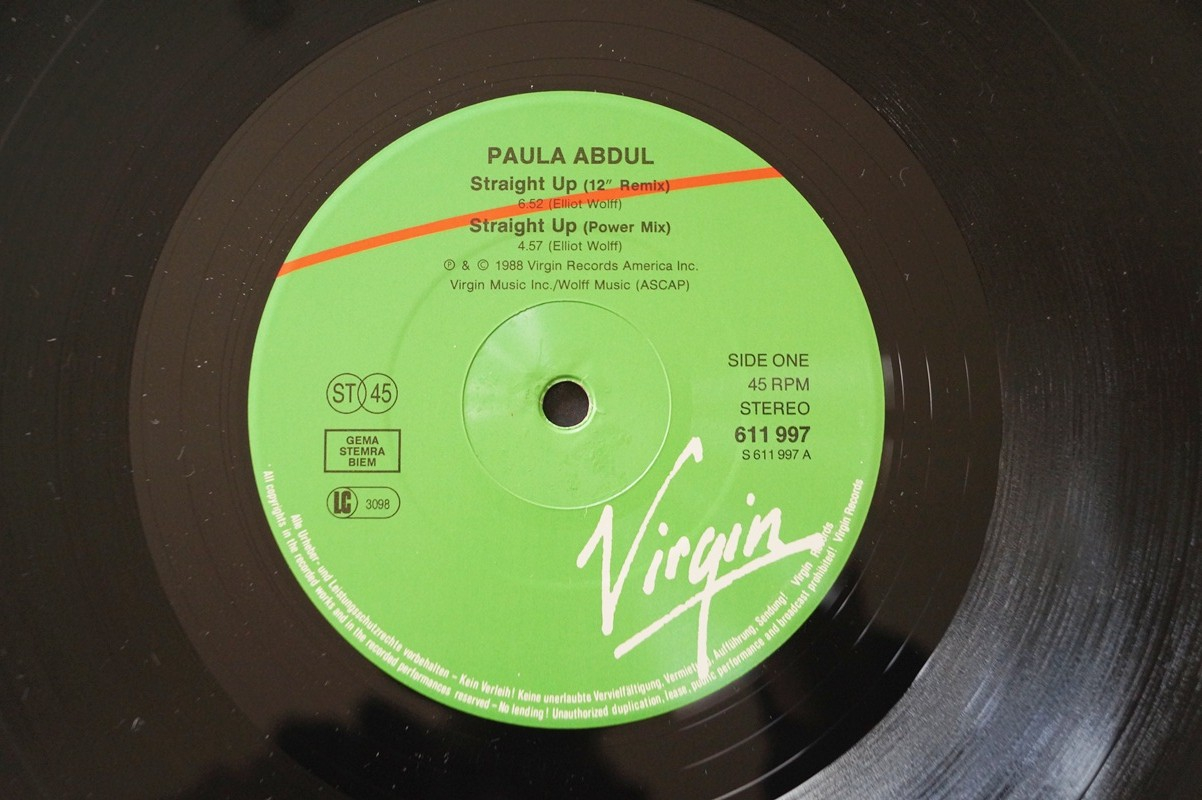 PAULA ABDUL
Straight Up (12" Remix)
6:52 (Elliot Wolff)
Straight Up (Power Mix)
4.57 (Elliot Wolff)
℗ & © 1988 Virgin Records America Inc.
Virgin Music Inc./Wolff Music (ASCAP)
SIDE ONE
45 RPM
STEREO
611 997
S 611 997 A
ST 45
GEMA
STEMRA
BIEM
LC 3098
Virgin
Alle Urheber- und Leistungsschutzrechte vorbehalten – Kein Verleih! Keine unerlaubte Vervielfältigung, Vermietung, Aufführung, Sendung! Virgin Records
All copyrights in the recorded works and in the recorded performances reserved – No lending! Unauthorized duplication, lease, public performance and broadcast prohibited! Virgin Records